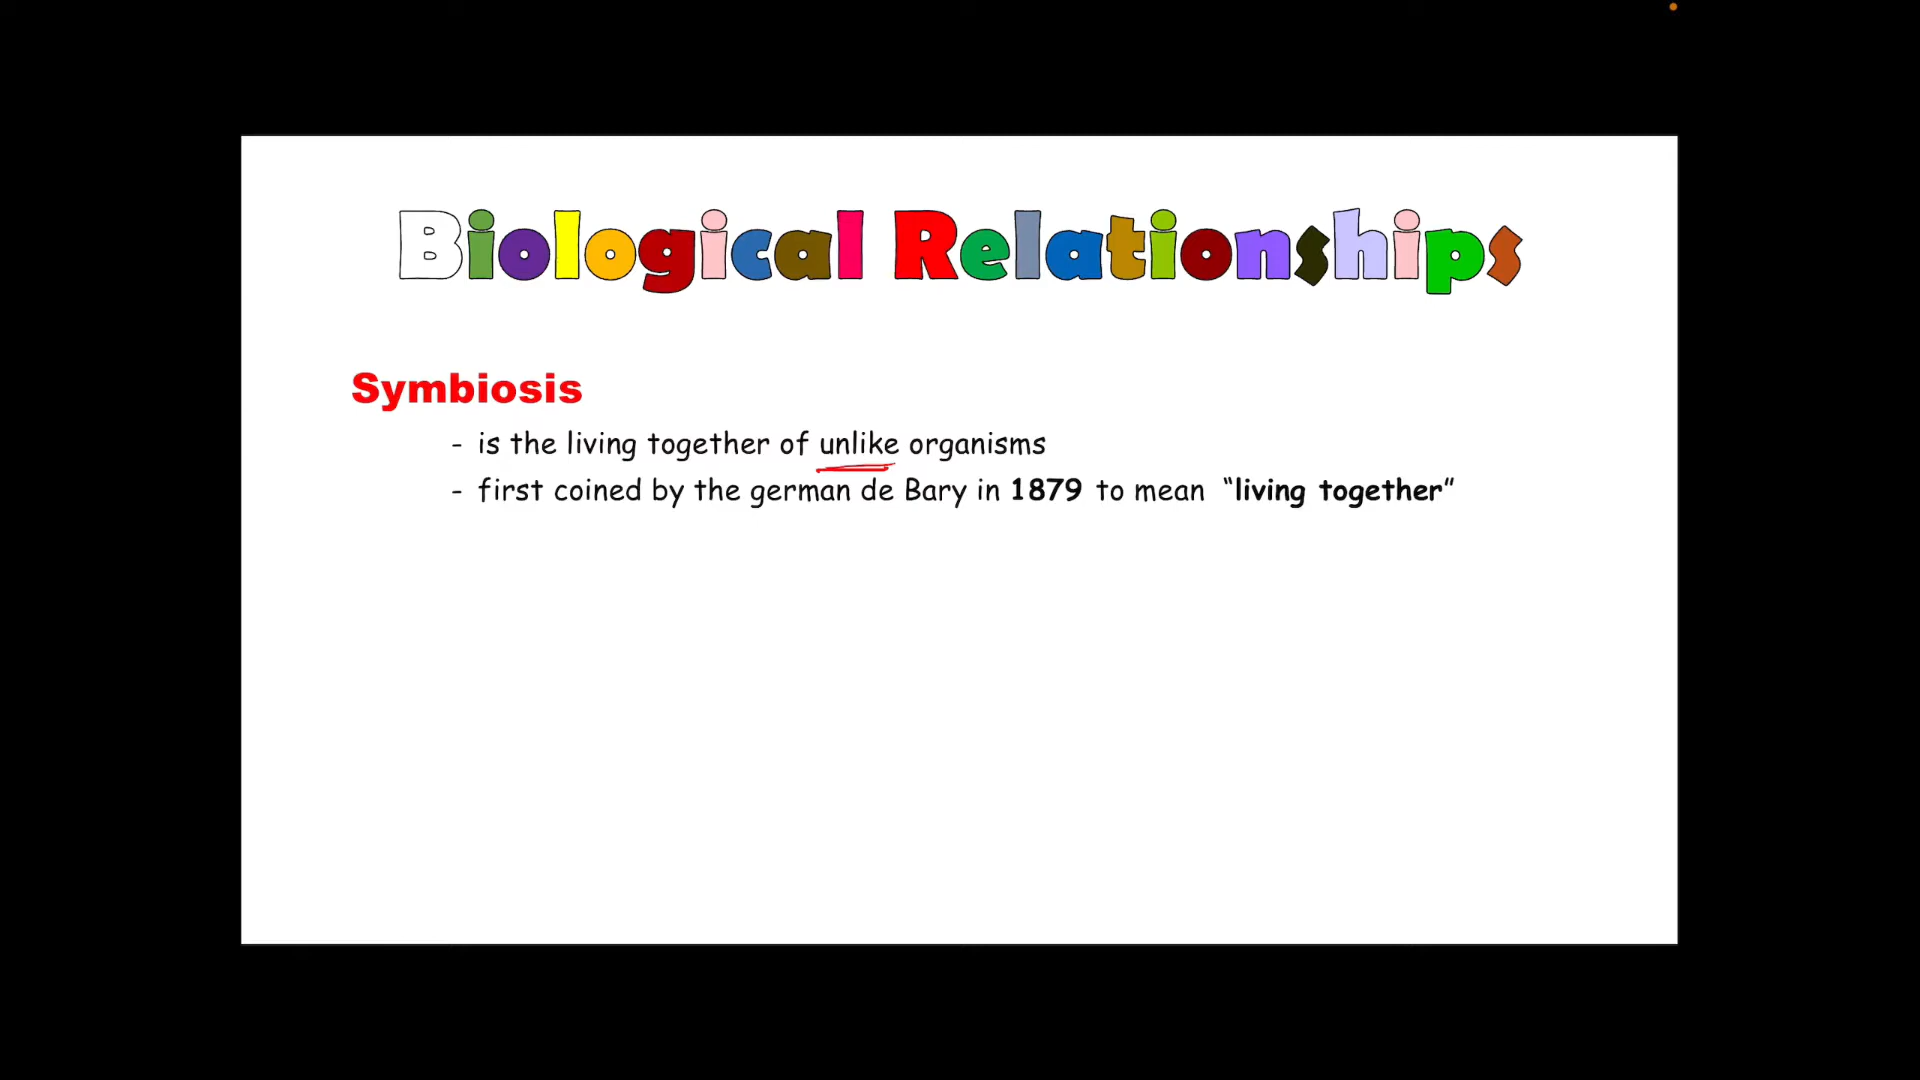 Biological Relationships
Symbiosis
- is the living together of unlike organisms
- first coined by the german de Bary in 1879 to mean “living together”